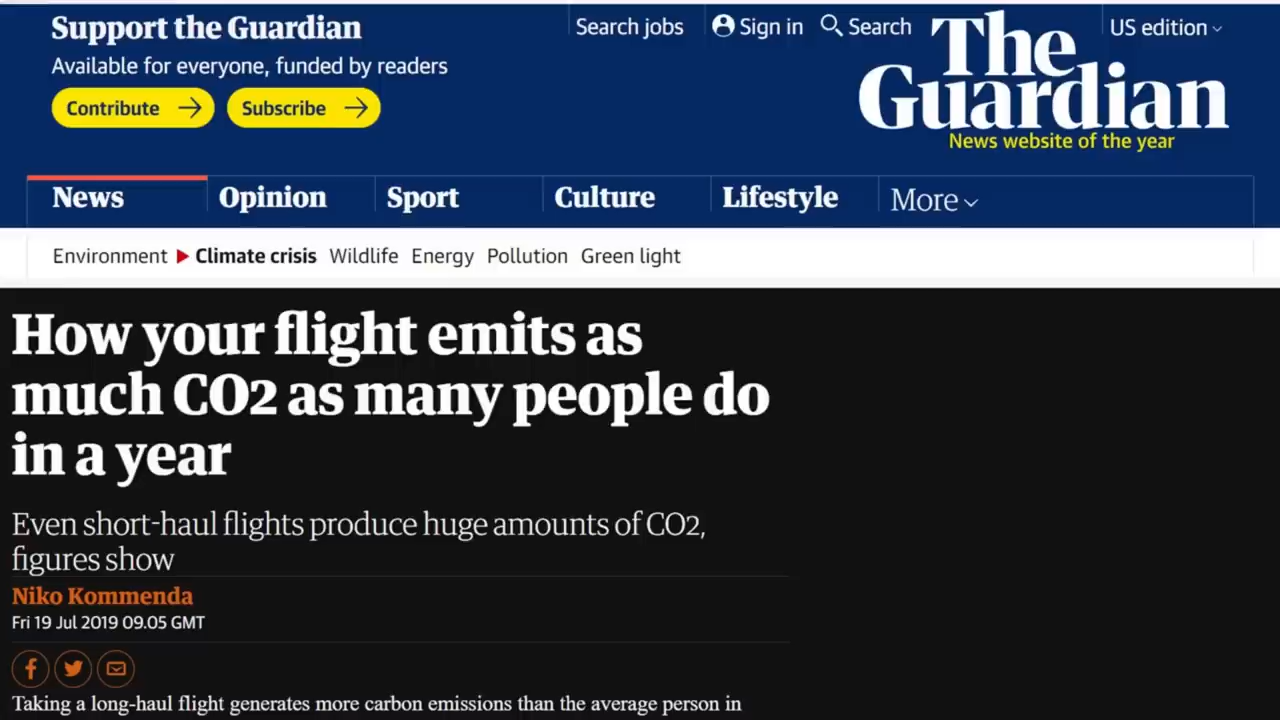 Support the Guardian
Available for everyone, funded by readers
Contribute
Subscribe
Search jobs
Sign in
Search
US edition
The
Guardian
News website of the year
News
Opinion
Sport
Culture
Lifestyle
More
Environment
Climate crisis
Wildlife
Energy
Pollution
Green light
How your flight emits as
much CO2 as many people do
in a year
Even short-haul flights produce huge amounts of CO2,
figures show
Niko Kommenda
Fri 19 Jul 2019 09.05 GMT
Taking a long-haul flight generates more carbon emissions than the average person in